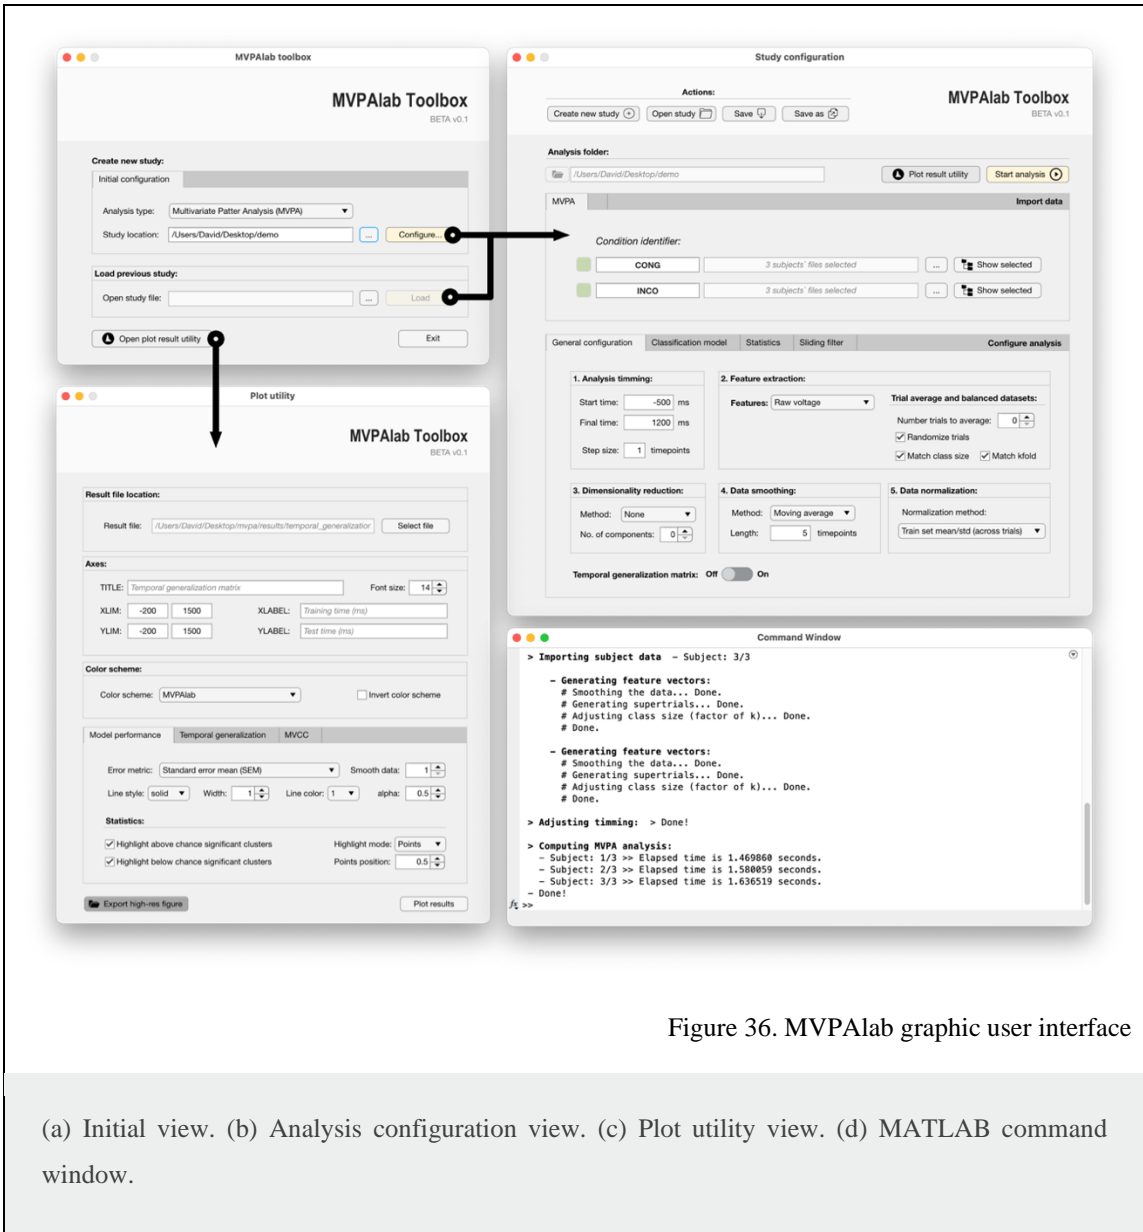 MVPAlab toolbox
MVPAlab Toolbox
BETA v0.1
Create new study:
Initial configuration
Analysis type: Multivariate Patter Analysis (MVPA)
Study location: /Users/David/Desktop/demo ... Configure...
Load previous study:
Open study file: ... Load
Open plot result utility Exit
Study configuration
Actions:
Create new study Open study Save Save as
MVPAlab Toolbox
BETA v0.1
Analysis folder:
/Users/David/Desktop/demo Plot result utility Start analysis
MVPA Import data
Condition identifier:
CONG 3 subjects' files selected ... Show selected
INCO 3 subjects' files selected ... Show selected
General configuration Classification model Statistics Sliding filter Configure analysis
1. Analysis timming:
Start time: -500 ms
Final time: 1200 ms
Step size: 1 timepoints
2. Feature extraction:
Features: Raw voltage
Trial average and balanced datasets:
Number trials to average: 0
Randomize trials
Match class size Match kfold
3. Dimensionality reduction:
Method: None
No. of components: 0
4. Data smoothing:
Method: Moving average
Length: 5 timepoints
5. Data normalization:
Normalization method:
Train set mean/std (across trials)
Temporal generalization matrix: Off On
Plot utility
MVPAlab Toolbox
BETA v0.1
Result file location:
Result file: /Users/David/Desktop/mvpa/results/temporal_generalization Select file
Axes:
TITLE: Temporal generalization matrix Font size: 14
XLIM: -200 1500 XLABEL: Training time (ms)
YLIM: -200 1500 YLABEL: Test time (ms)
Color scheme:
Color scheme: MVPAlab Invert color scheme
Model performance Temporal generalization MVCC
Error metric: Standard error mean (SEM) Smooth data: 1
Line style: solid Width: 1 Line color: 1 alpha: 0.5
Statistics:
Highlight above chance significant clusters Highlight mode: Points
Highlight below chance significant clusters Points position: 0.5
Export high-res figure Plot results
Command Window
> Importing subject data - Subject: 3/3
- Generating feature vectors:
# Smoothing the data... Done.
# Generating supertrials... Done.
# Adjusting class size (factor of k)... Done.
# Done.
- Generating feature vectors:
# Smoothing the data... Done.
# Generating supertrials... Done.
# Adjusting class size (factor of k)... Done.
# Done.
> Adjusting timming: > Done!
> Computing MVPA analysis:
- Subject: 1/3 >> Elapsed time is 1.469860 seconds.
- Subject: 2/3 >> Elapsed time is 1.580059 seconds.
- Subject: 3/3 >> Elapsed time is 1.636519 seconds.
- Done!
fx >>
Figure 36. MVPAlab graphic user interface
(a) Initial view. (b) Analysis configuration view. (c) Plot utility view. (d) MATLAB command
window.